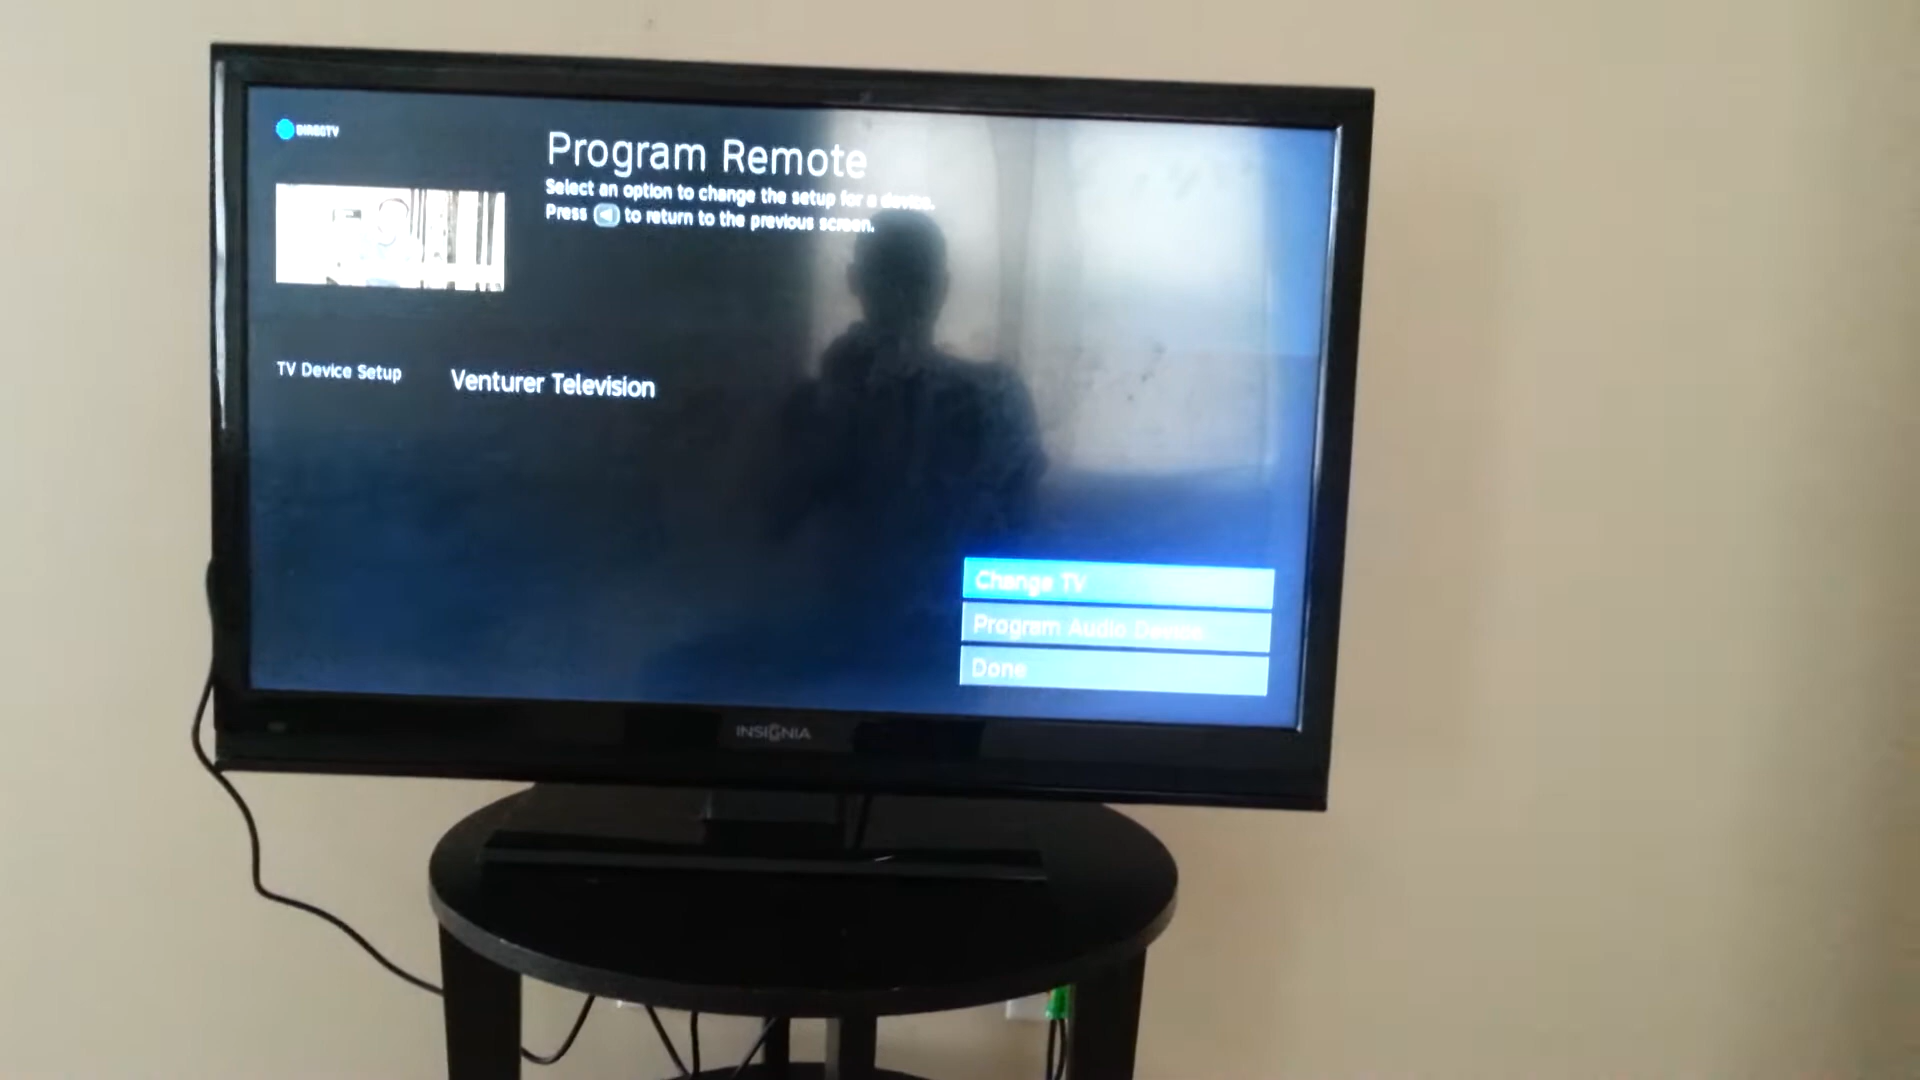 DIRECTV
Program Remote
Select an option to change the setup for a device.
Press to return to the previous screen.
TV Device Setup
Venturer Television
Change TV
Program Audio Device
Done
INSIGNIA